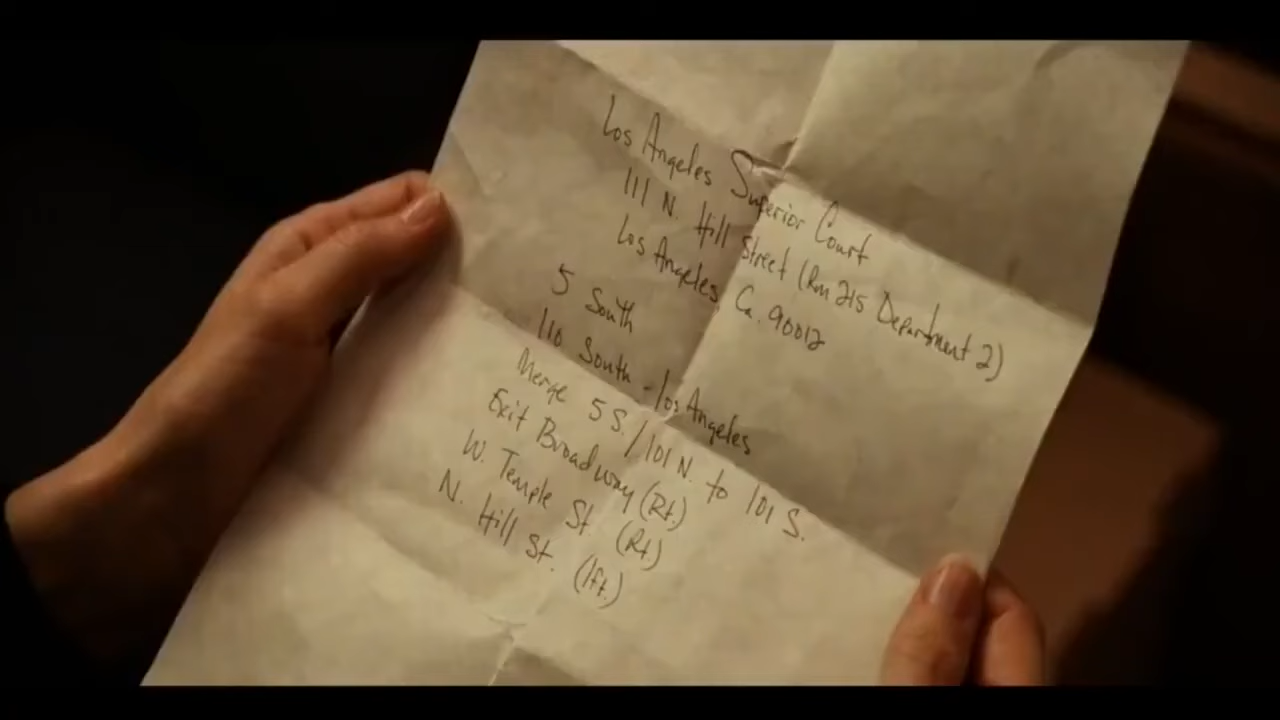 Los Angeles Superior Court
111 N. Hill Street (Rm 215 Department 2)
Los Angeles, Ca. 90012
5 South
110 South - Los Angeles
Merge 5 S. / 101 N. to 101 S.
Exit Broadway (Rt.)
W. Temple St. (Rt.)
N. Hill St. (lft.)